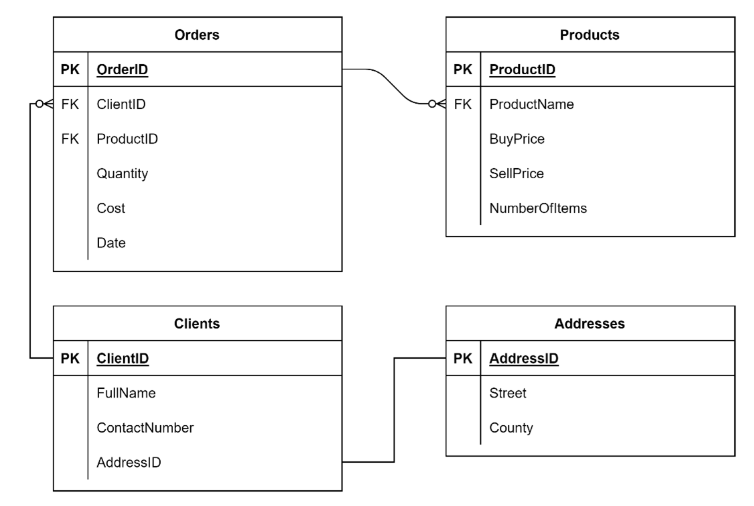 Orders
PK OrderID
FK ClientID
FK ProductID
Quantity
Cost
Date
Products
PK ProductID
FK ProductName
BuyPrice
SellPrice
NumberOfItems
Clients
PK ClientID
FullName
ContactNumber
AddressID
Addresses
PK AddressID
Street
County